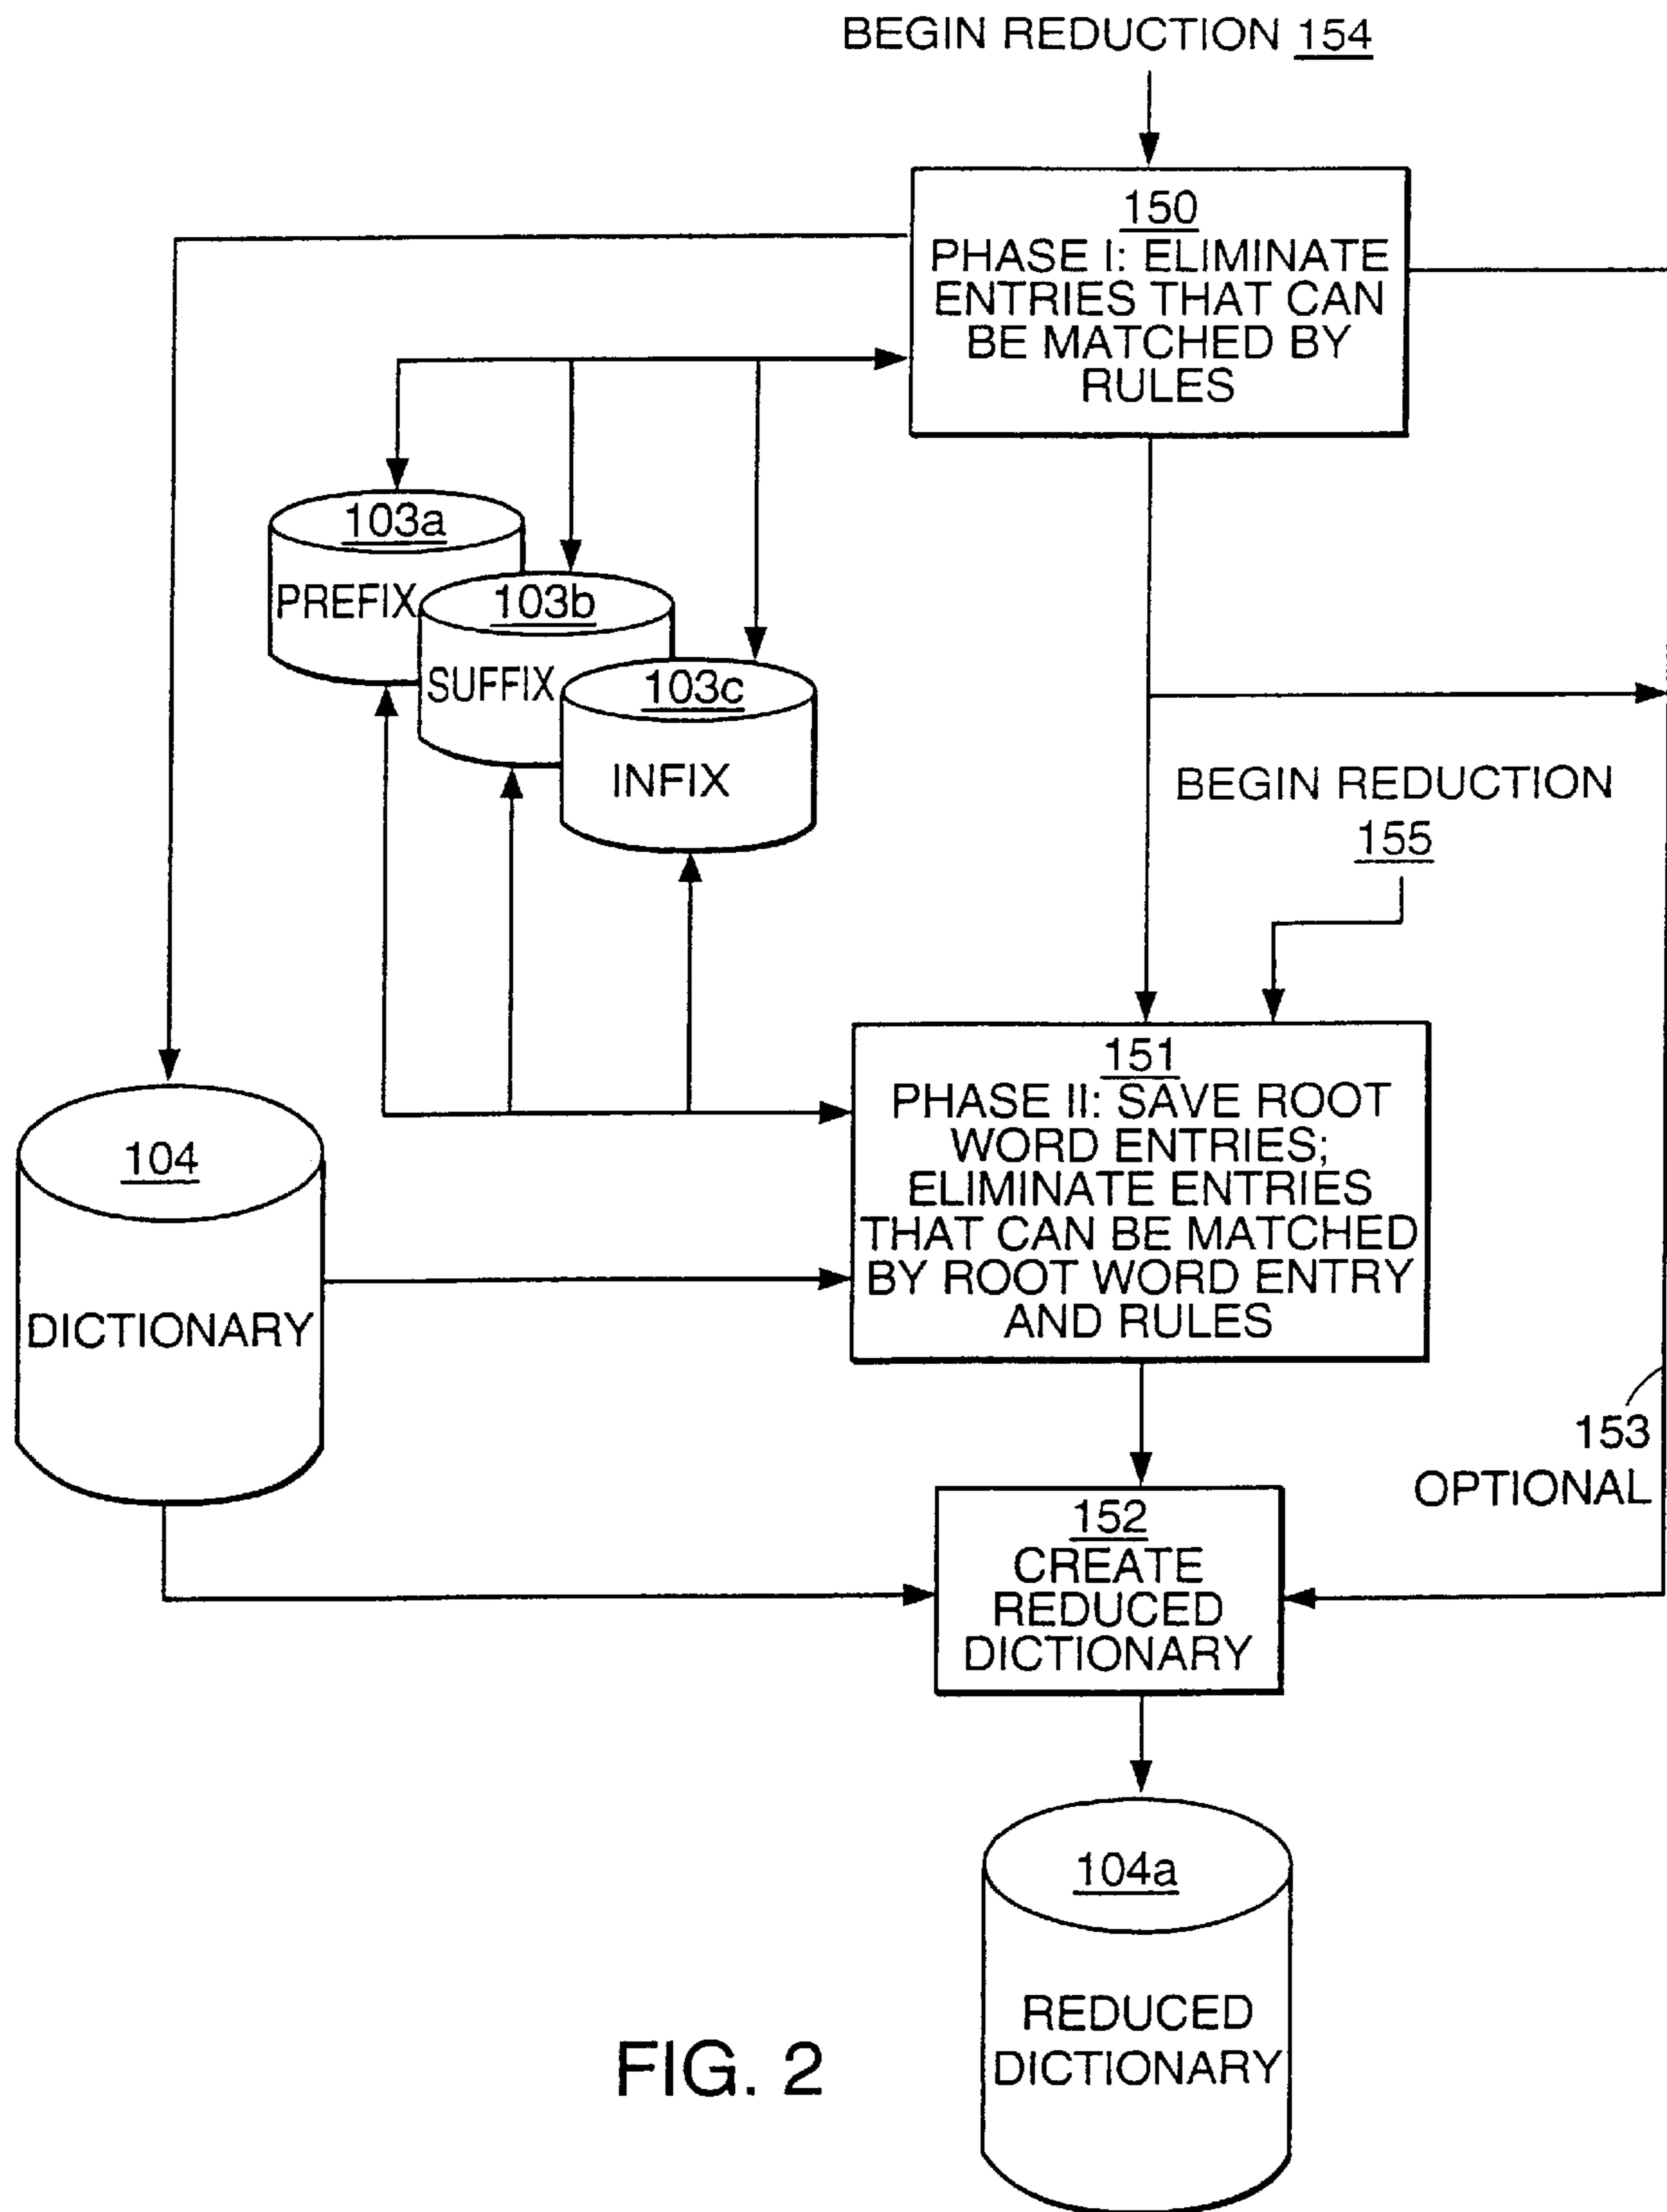 BEGIN REDUCTION 154
150
PHASE I: ELIMINATE
ENTRIES THAT CAN
BE MATCHED BY
RULES
103a
PREFIX
103b
SUFFIX
103c
INFIX
BEGIN REDUCTION
155
151
PHASE II: SAVE ROOT
WORD ENTRIES;
ELIMINATE ENTRIES
THAT CAN BE MATCHED
BY ROOT WORD ENTRY
AND RULES
104
DICTIONARY
153
OPTIONAL
152
CREATE
REDUCED
DICTIONARY
104a
REDUCED
DICTIONARY
FIG. 2